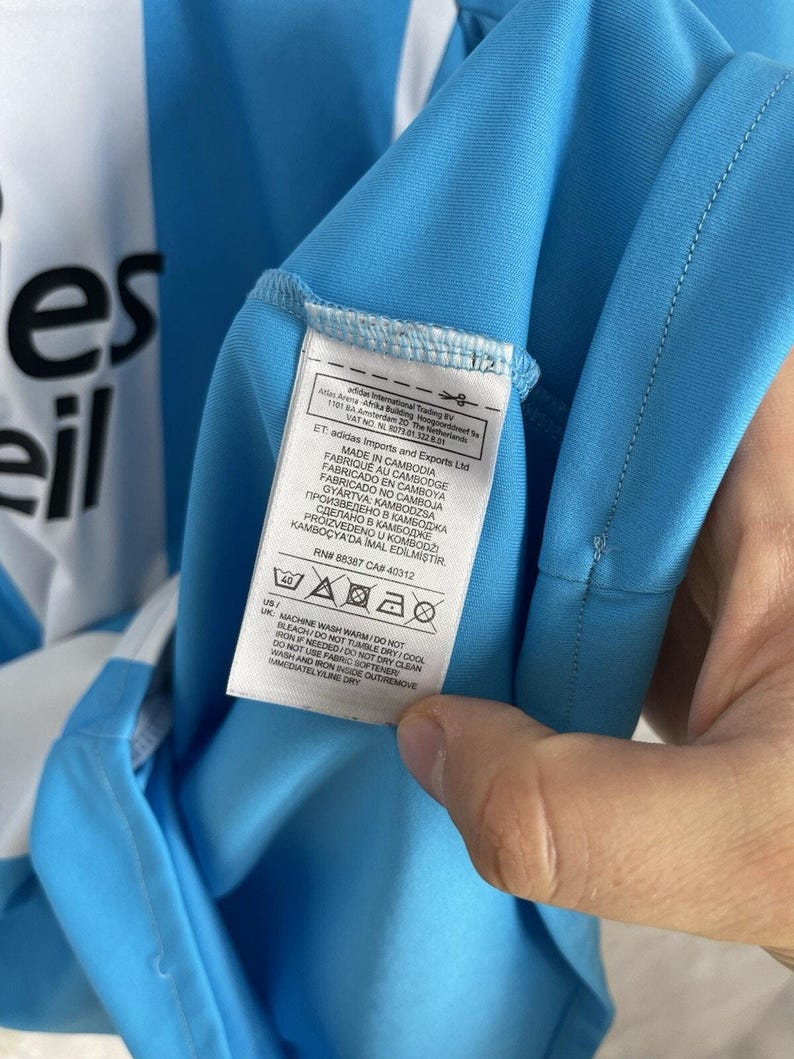 es
eil
adidas International Trading BV
Atlas Arena -Afrika Building Hoogoorddreef 9a
1101 BA Amsterdam ZO The Netherlands
VAT NO. NL 8073.01.322.B.01
ET: adidas Imports and Exports Ltd
MADE IN CAMBODIA
FABRIQUÉ AU CAMBODGE
FABRICADO EN CAMBOYA
FABRICADO NO CAMBOJA
GYÁRTVA: KAMBODZSA
ПРОИЗВЕДЕНО В КАМБОДЖА
СДЕЛАНО В КАМБОДЖЕ
PROIZVEDENO U KOMBODŽI
KAMBOÇYA'DA İMAL EDİLMİŞTİR.
RN# 88387 CA# 40312
40
US /
UK: MACHINE WASH WARM / DO NOT
BLEACH / DO NOT TUMBLE DRY / COOL
IRON IF NEEDED / DO NOT DRY CLEAN
DO NOT USE FABRIC SOFTENER/
WASH AND IRON INSIDE OUT/REMOVE
IMMEDIATELY/LINE DRY